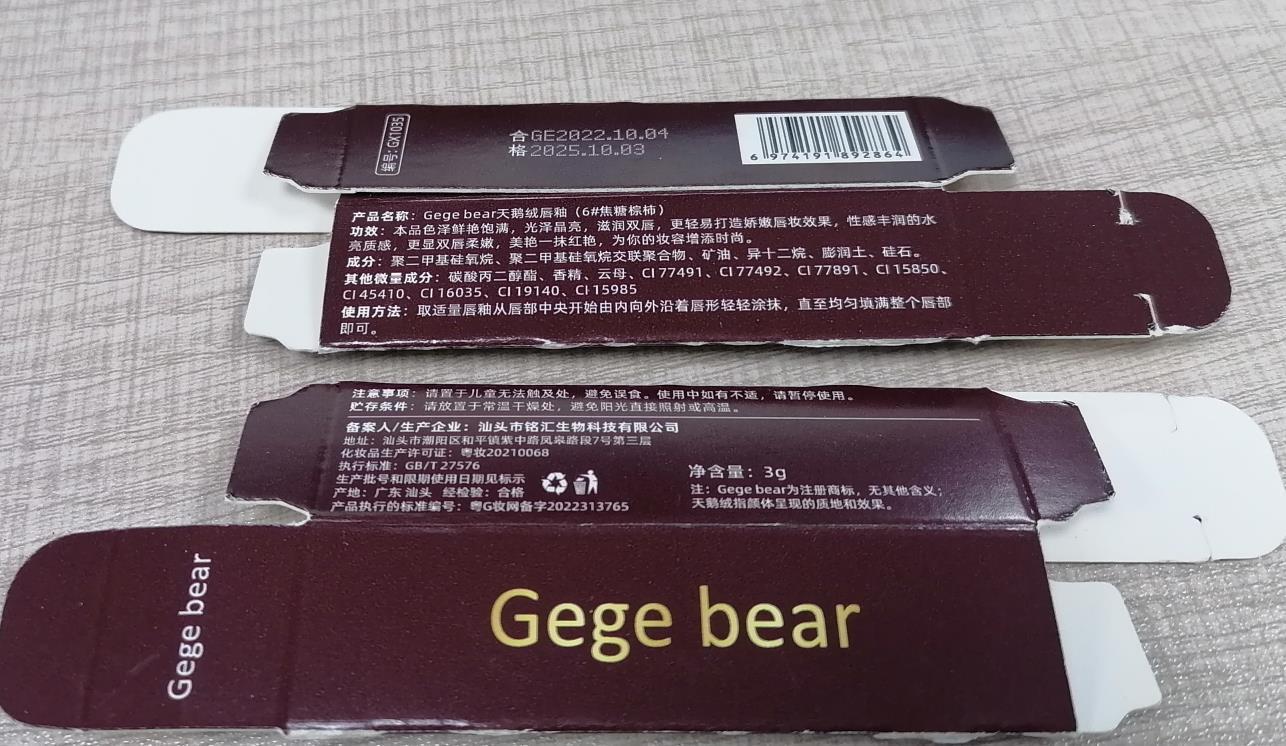 编号: GX1035
合GE2022.10.04
格2025.10.03
6 974191 892864
产品名称：Gege bear天鹅绒唇釉（6#焦糖棕柿）
功效：本品色泽鲜艳饱满，光泽晶亮，滋润双唇，更轻易打造娇嫩唇妆效果，性感丰润的水
亮质感，更显双唇柔嫩，美艳一抹红艳，为你的妆容增添时尚。
成分：聚二甲基硅氧烷、聚二甲基硅氧烷交联聚合物、矿油、异十二烷、膨润土、硅石。
其他微量成分：碳酸丙二醇酯、香精、云母、CI 77491、CI 77492、CI 77891、CI 15850、
CI 45410、CI 16035、CI 19140、CI 15985
使用方法：取适量唇釉从唇部中央开始由内向外沿着唇形轻轻涂抹，直至均匀填满整个唇部
即可。
注意事项：请置于儿童无法触及处，避免误食。使用中如有不适，请暂停使用。
贮存条件：请放置于常温干燥处，避免阳光直接照射或高温。
备案人/生产企业：汕头市铭汇生物科技有限公司
地址：汕头市潮阳区和平镇紫中路凤泉路段7号第三层
化妆品生产许可证：粤妆20210068
执行标准：GB/T 27576
生产批号和限期使用日期见标示
产地：广东 汕头 经检验：合格
产品执行的标准编号：粤G妆网备字2022313765
净含量：3g
注：Gege bear为注册商标，无其他含义；
天鹅绒指颜体呈现的质地和效果。
Gege bear
Gege bear